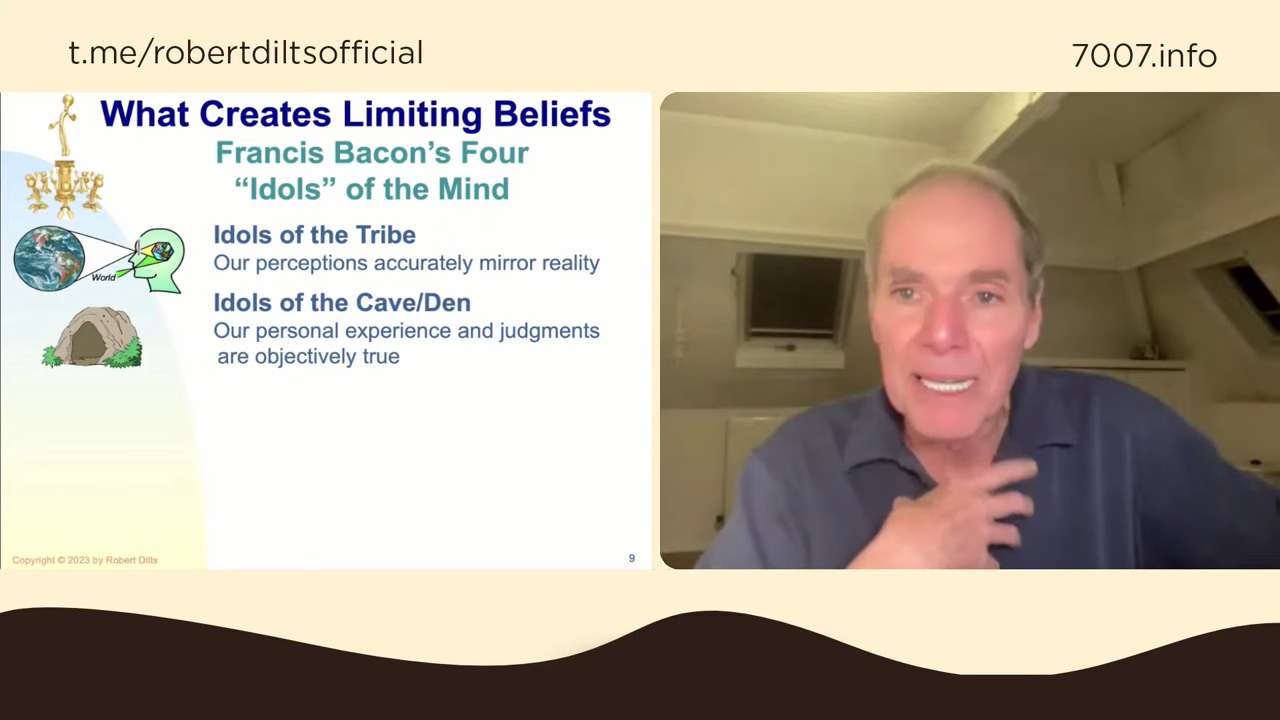 t.me/robertdiltsofficial
7007.info
What Creates Limiting Beliefs
Francis Bacon’s Four
“Idols” of the Mind
Idols of the Tribe
Our perceptions accurately mirror reality
World
Idols of the Cave/Den
Our personal experience and judgments
are objectively true
Copyright © 2023 by Robert Dilts
9